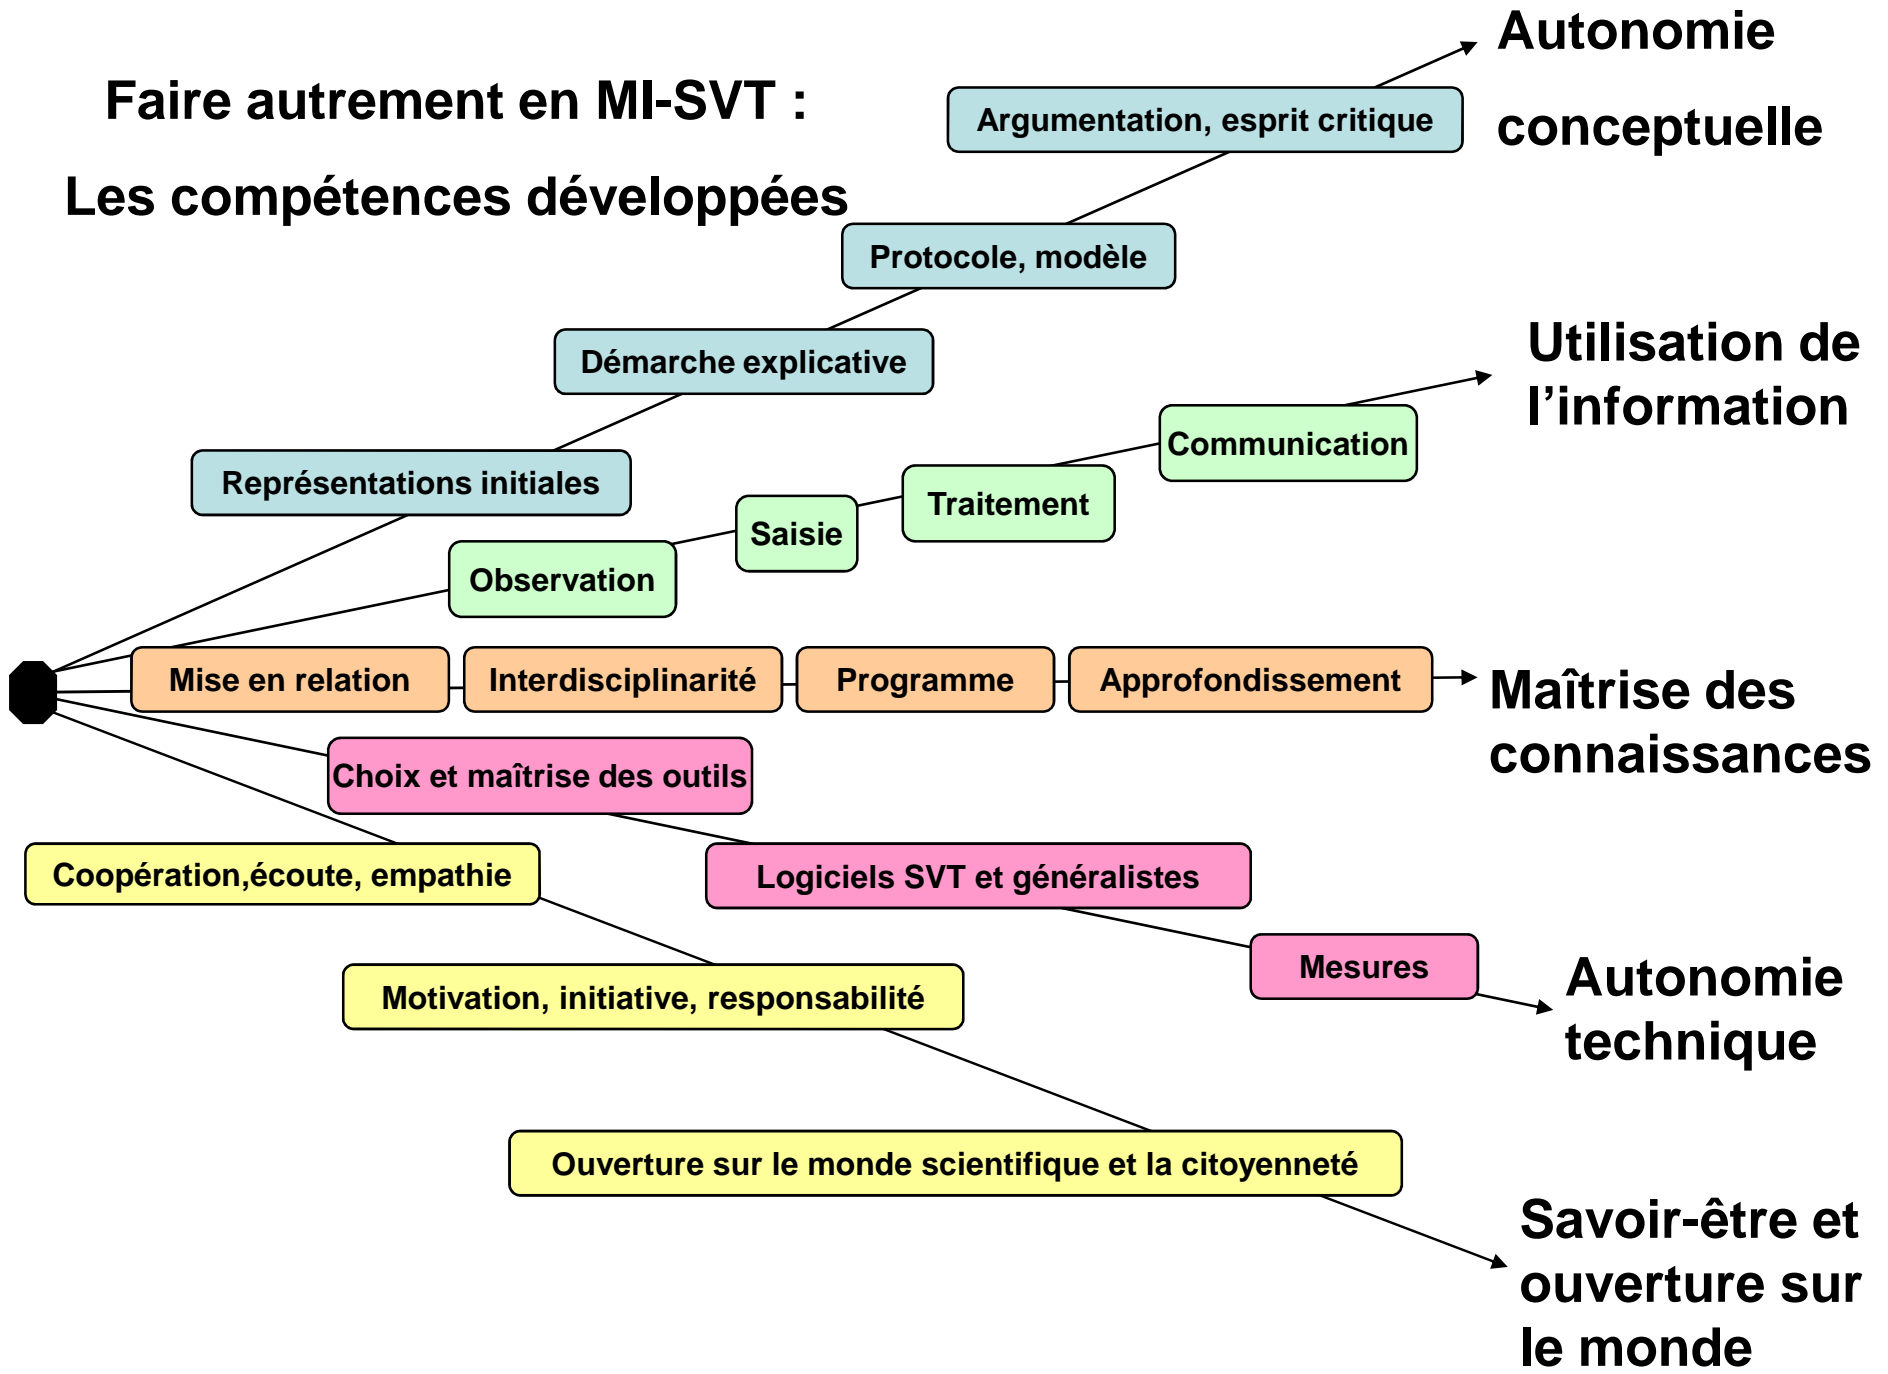 Faire autrement en MI-SVT :
Les compétences développées
Autonomie
conceptuelle
Argumentation, esprit critique
Protocole, modèle
Démarche explicative
Représentations initiales
Utilisation de
l’information
Communication
Traitement
Saisie
Observation
Mise en relation
Interdisciplinarité
Programme
Approfondissement
Maîtrise des
connaissances
Choix et maîtrise des outils
Logiciels SVT et généralistes
Mesures
Autonomie
technique
Coopération,écoute, empathie
Motivation, initiative, responsabilité
Ouverture sur le monde scientifique et la citoyenneté
Savoir-être et
ouverture sur
le monde